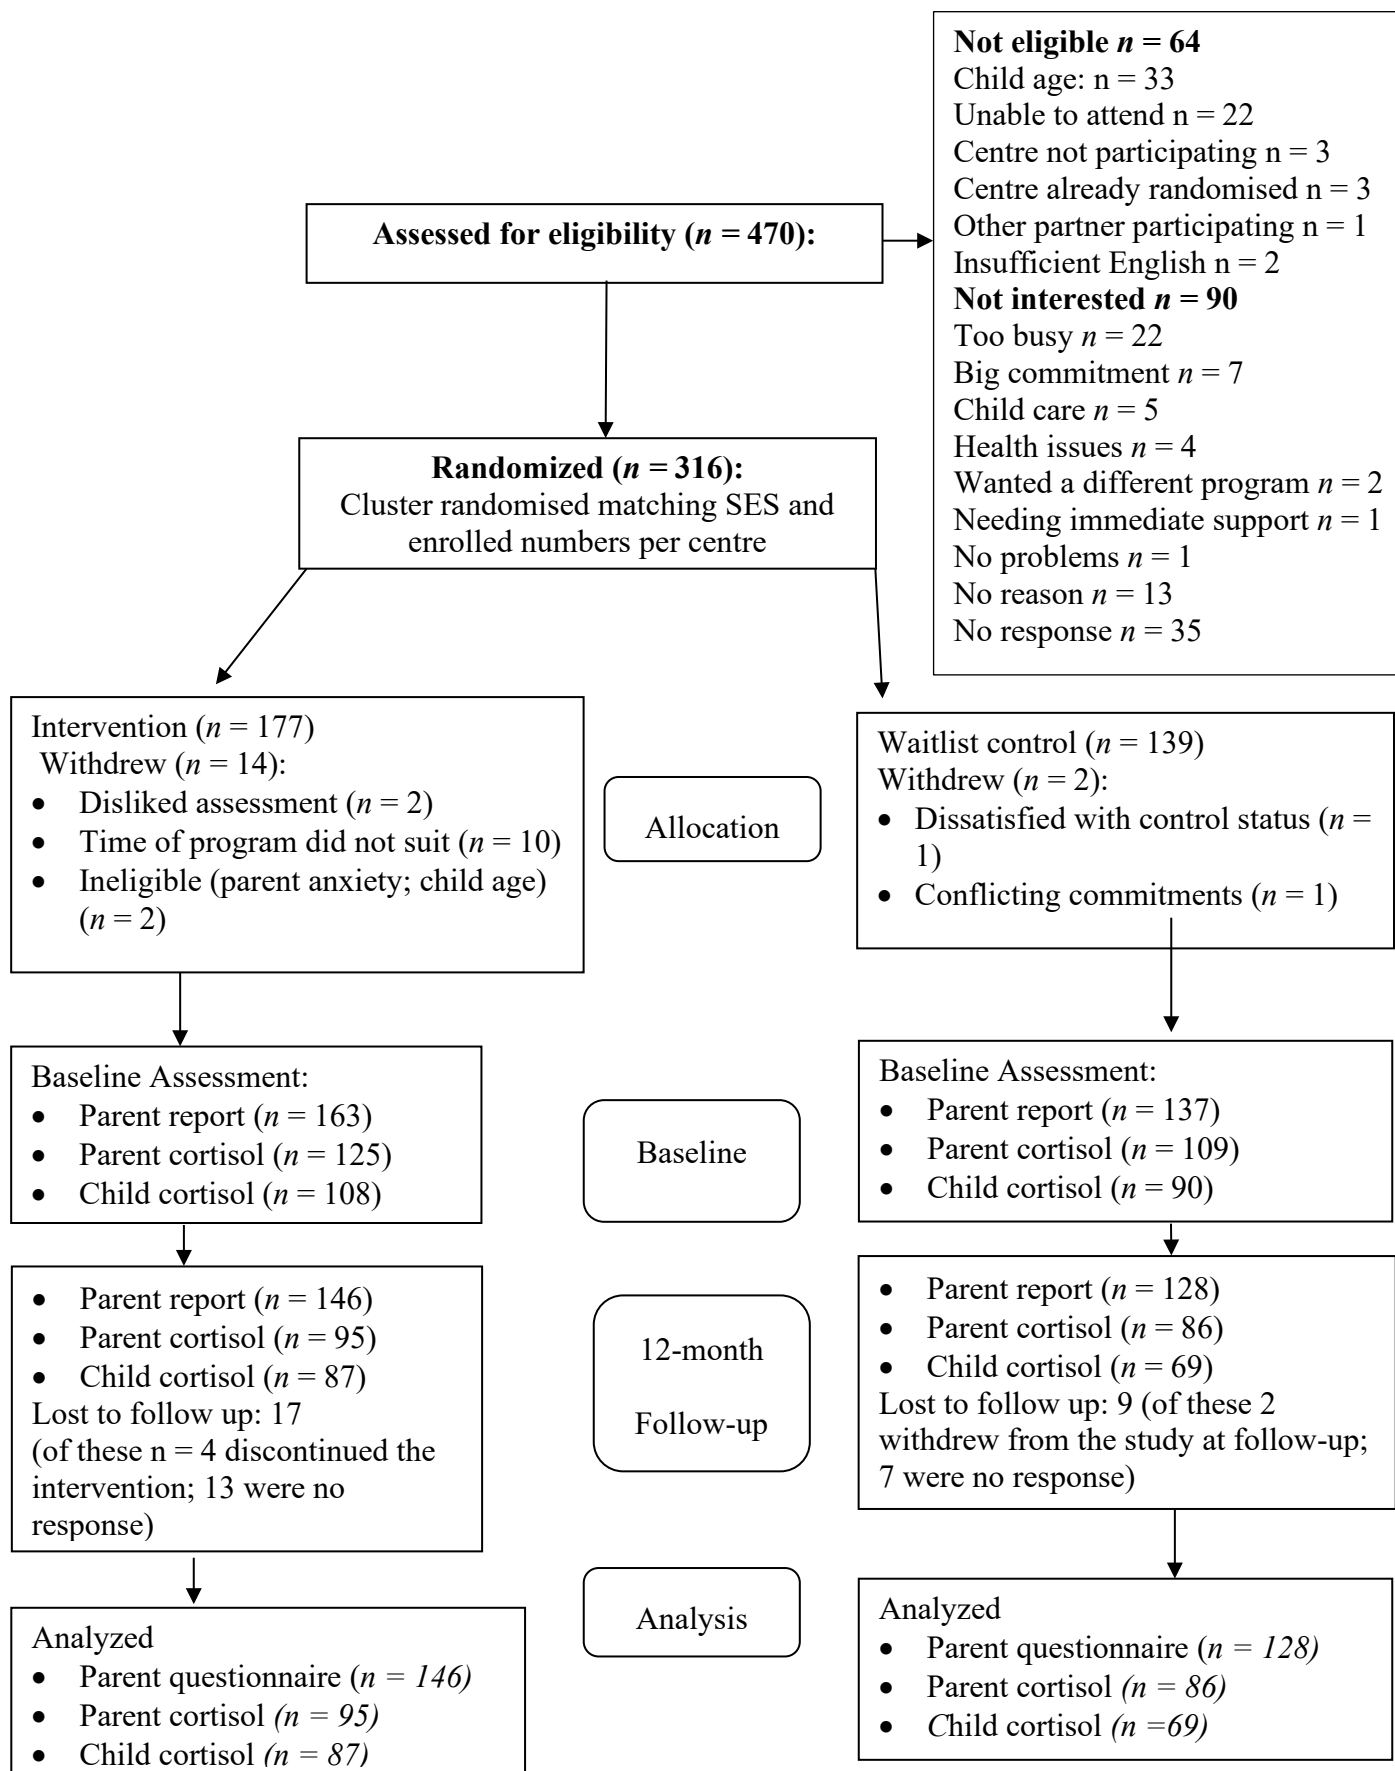 Not eligible n = 64
Child age: n = 33
Unable to attend n = 22
Centre not participating n = 3
Centre already randomised n = 3
Other partner participating n = 1
Insufficient English n = 2
Not interested n = 90
Too busy n = 22
Big commitment n = 7
Child care n = 5
Health issues n = 4
Wanted a different program n = 2
Needing immediate support n = 1
No problems n = 1
No reason n = 13
No response n = 35
Assessed for eligibility (n = 470):
Randomized (n = 316):
Cluster randomised matching SES and
enrolled numbers per centre
Intervention (n = 177)
Withdrew (n = 14):
• Disliked assessment (n = 2)
• Time of program did not suit (n = 10)
• Ineligible (parent anxiety; child age)
(n = 2)
Allocation
Waitlist control (n = 139)
Withdrew (n = 2):
• Dissatisfied with control status (n =
1)
• Conflicting commitments (n = 1)
Baseline Assessment:
• Parent report (n = 163)
• Parent cortisol (n = 125)
• Child cortisol (n = 108)
Baseline
Baseline Assessment:
• Parent report (n = 137)
• Parent cortisol (n = 109)
• Child cortisol (n = 90)
• Parent report (n = 146)
• Parent cortisol (n = 95)
• Child cortisol (n = 87)
Lost to follow up: 17
(of these n = 4 discontinued the
intervention; 13 were no
response)
12-month
Follow-up
• Parent report (n = 128)
• Parent cortisol (n = 86)
• Child cortisol (n = 69)
Lost to follow up: 9 (of these 2
withdrew from the study at follow-up;
7 were no response)
Analyzed
• Parent questionnaire (n = 146)
• Parent cortisol (n = 95)
• Child cortisol (n = 87)
Analysis
Analyzed
• Parent questionnaire (n = 128)
• Parent cortisol (n = 86)
• Child cortisol (n =69)